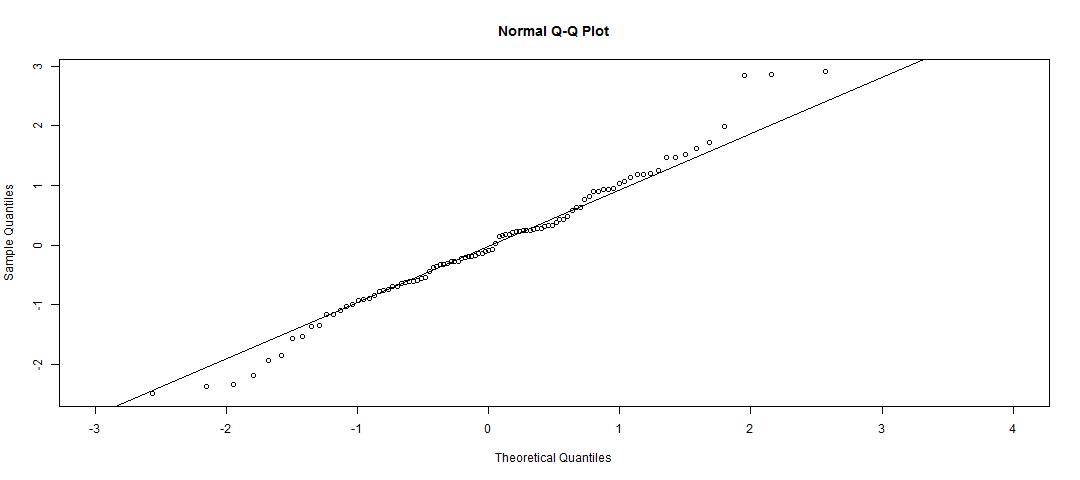 Normal Q-Q Plot
3
2
1
0
-1
-2
Sample Quantiles
-3 -2 -1 0 1 2 3 4
Theoretical Quantiles